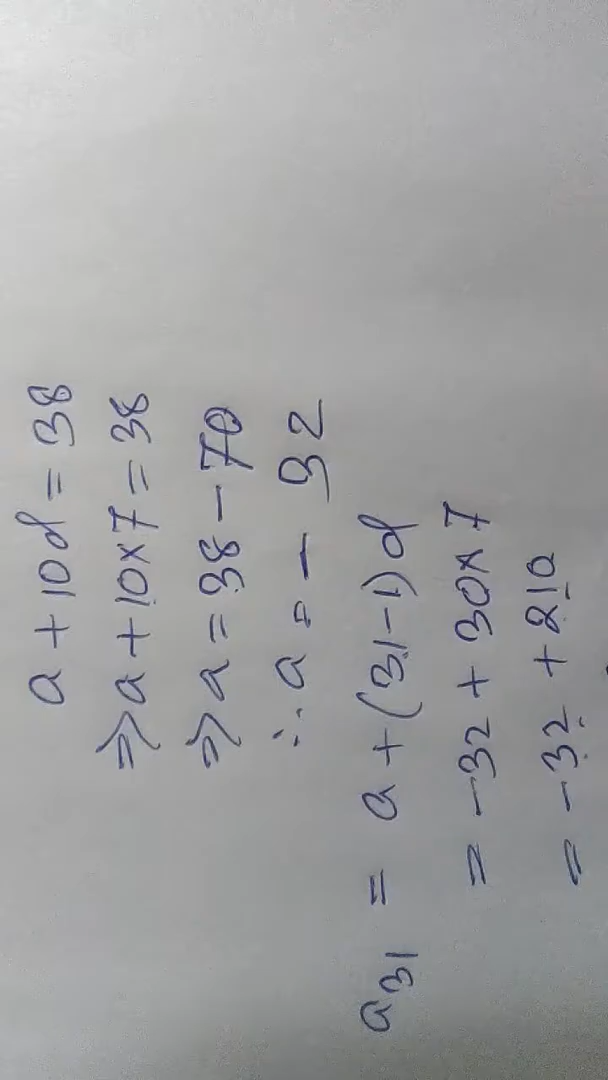 a + 10d = 38
⇒ a + 10 × 7 = 38
⇒ a = 38 - 70
∴ a = - 32
a₃₁ = a + (31-1)d
= -32 + 30 × 7
= -32 + 210